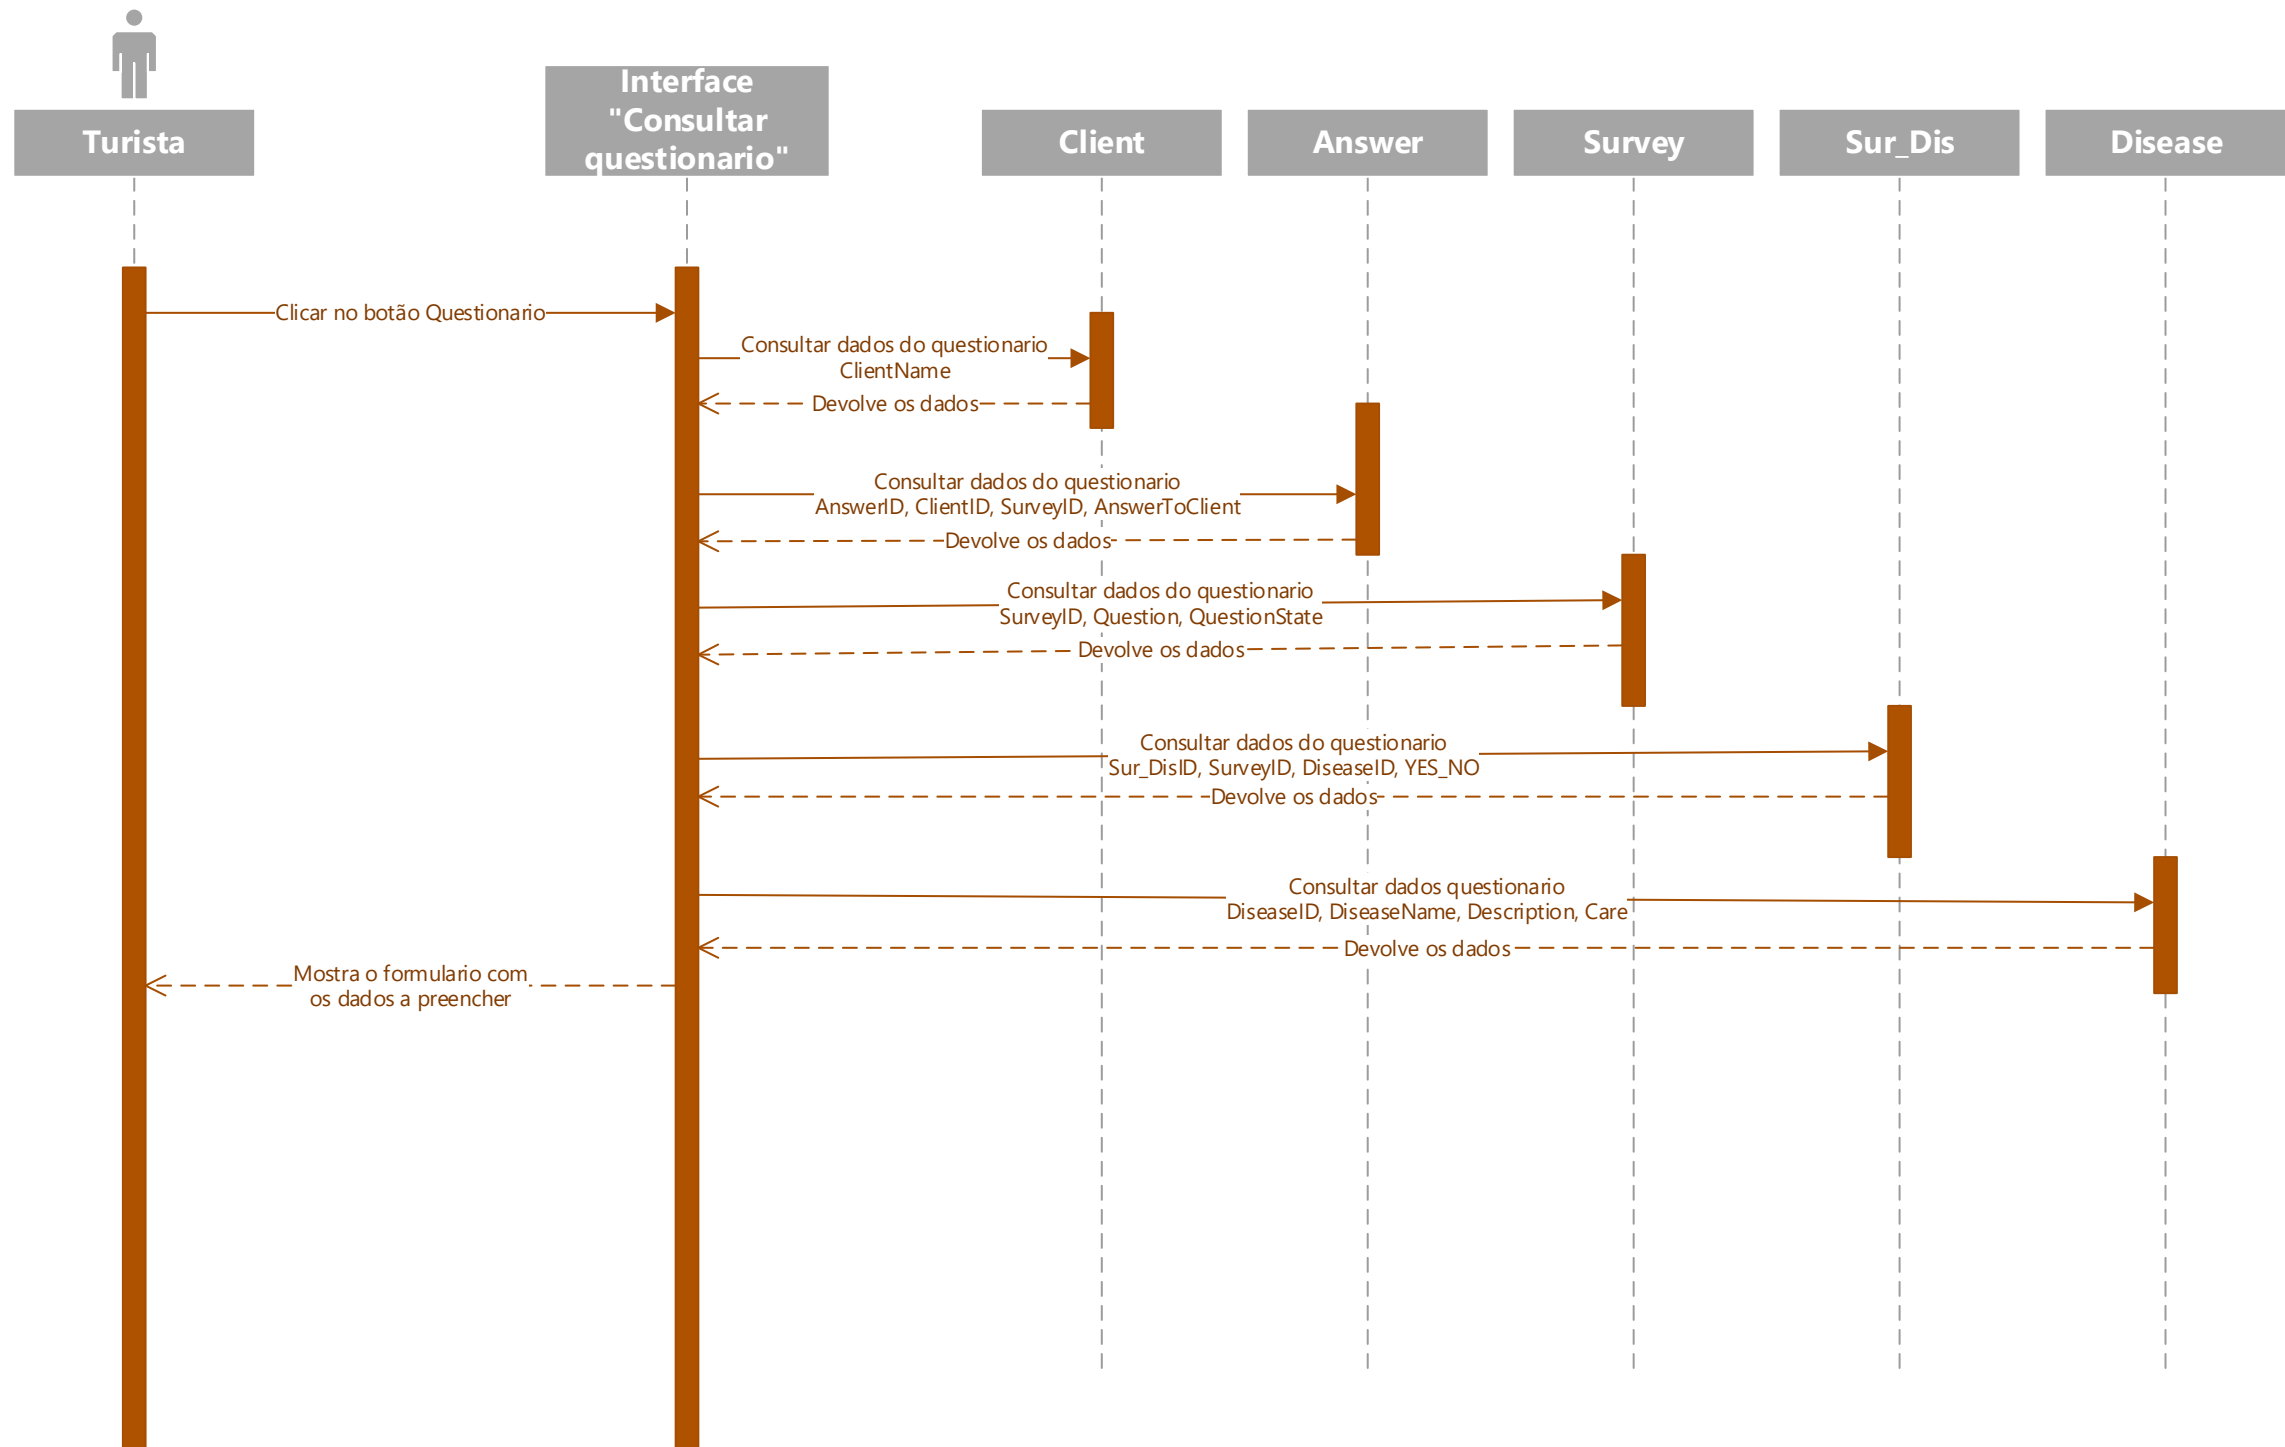 Turista
Interface
"Consultar
questionario"
Client
Answer
Survey
Sur_Dis
Disease
Clicar no botão Questionario
Consultar dados do questionario
ClientName
Devolve os dados
Consultar dados do questionario
AnswerID, ClientID, SurveyID, AnswerToClient
Devolve os dados
Consultar dados do questionario
SurveyID, Question, QuestionState
Devolve os dados
Consultar dados do questionario
Sur_DisID, SurveyID, DiseaseID, YES_NO
Devolve os dados
Consultar dados questionario
DiseaseID, DiseaseName, Description, Care
Devolve os dados
Mostra o formulario com
os dados a preencher